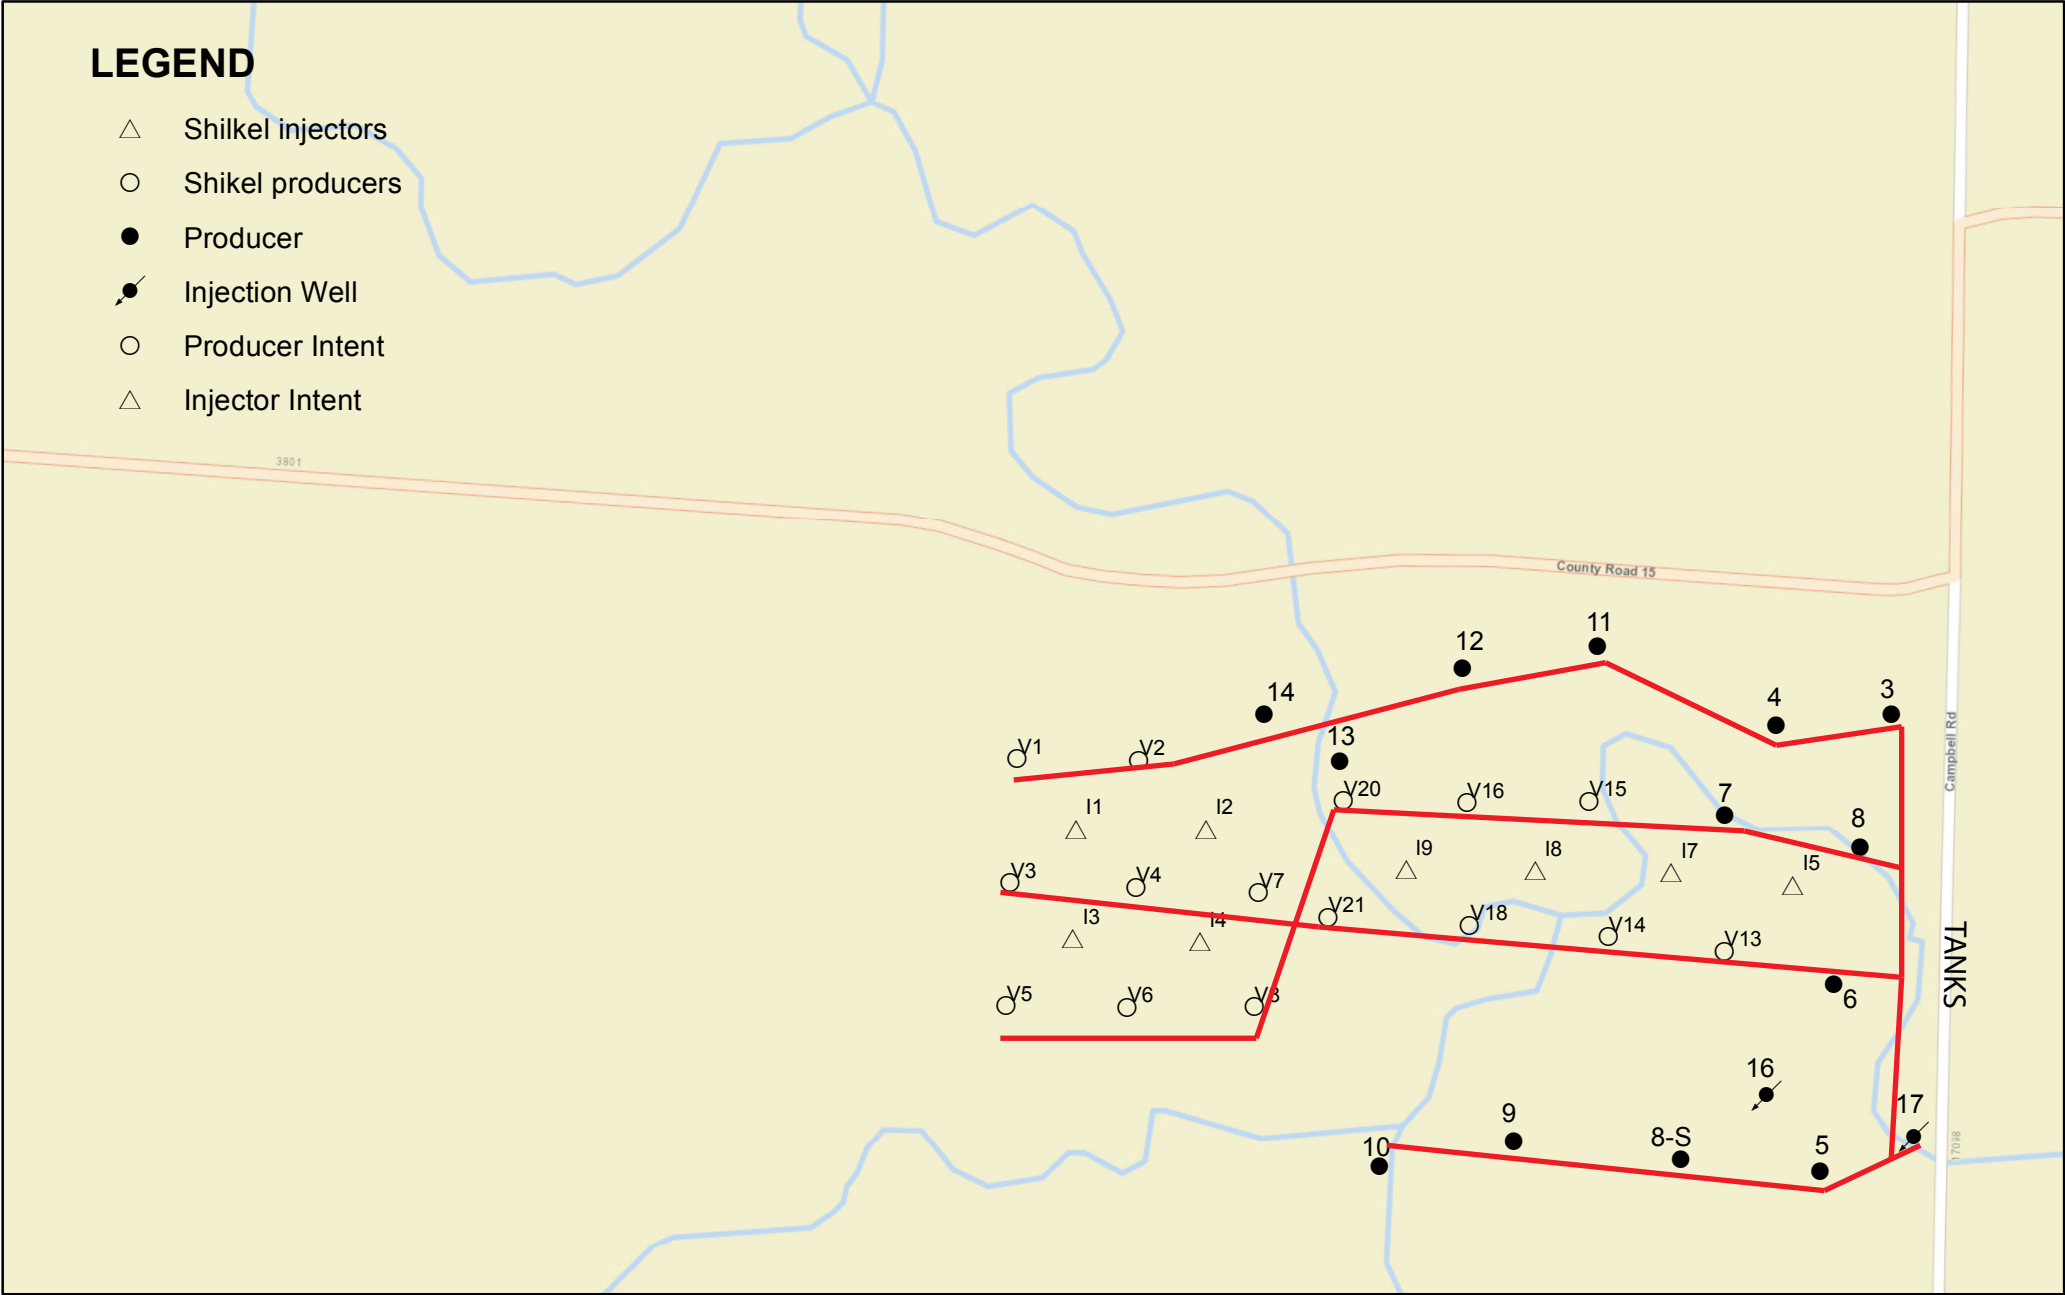 LEGEND
Shilkel injectors
Shikel producers
Producer
Injection Well
Producer Intent
Injector Intent
3801
County Road 15
11
12
14
4
3
13
V1
V2
Campbell Rd
V20
V16
V15
7
8
I1
I2
I9
I8
I7
I5
V3
V4
V7
V21
V18
V14
V13
I3
I4
TANKS
6
V5
V6
V8
16
17
9
8-S
5
10